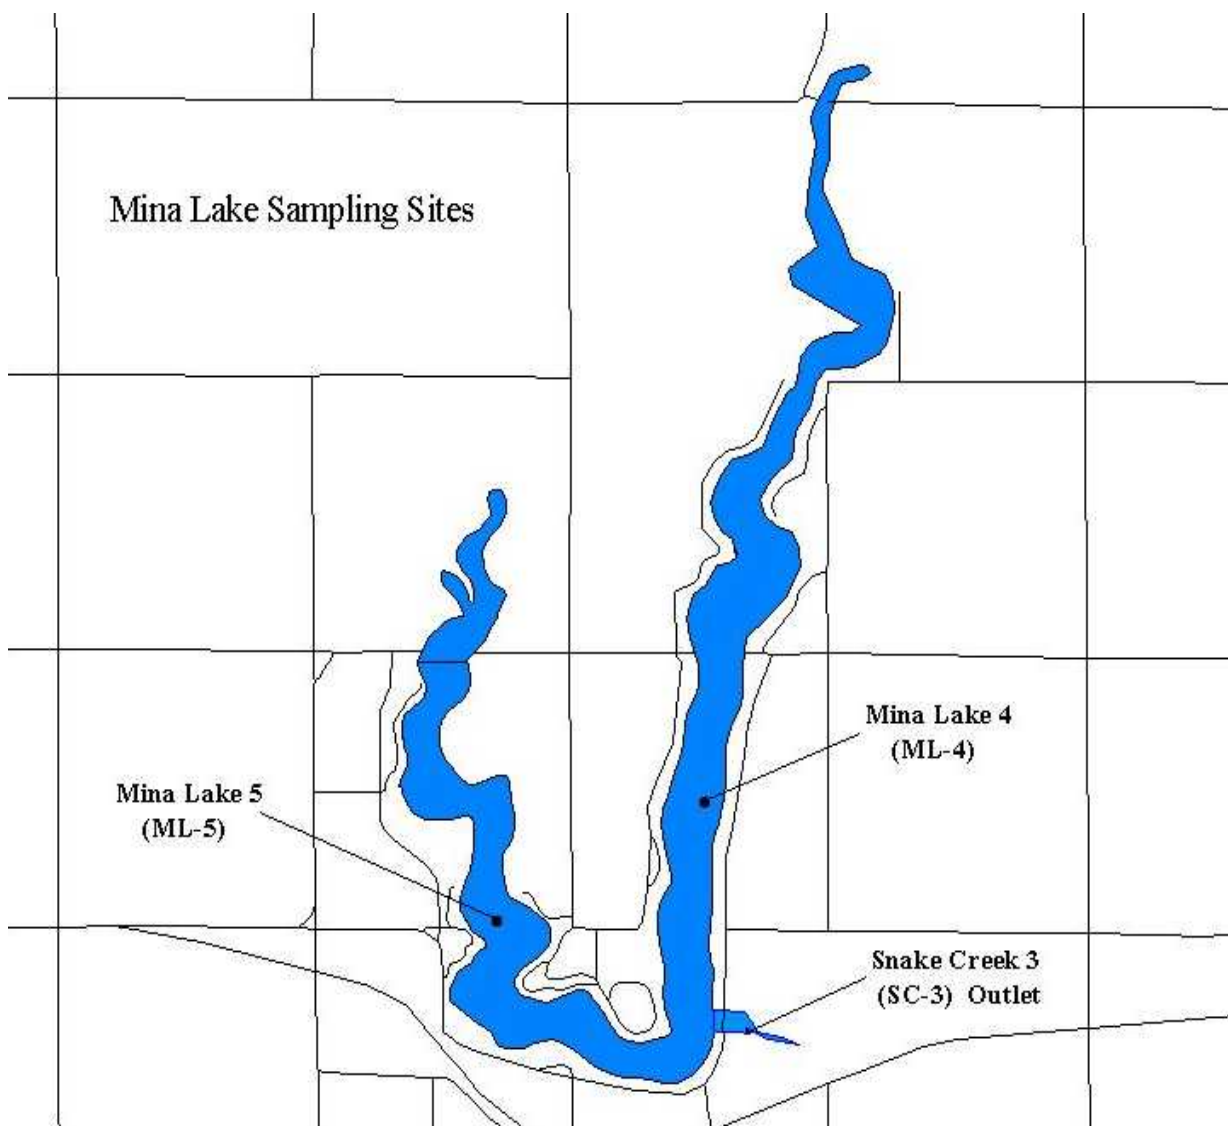 Mina Lake Sampling Sites
Mina Lake 4
(ML-4)
Mina Lake 5
(ML-5)
Snake Creek 3
(SC-3) Outlet